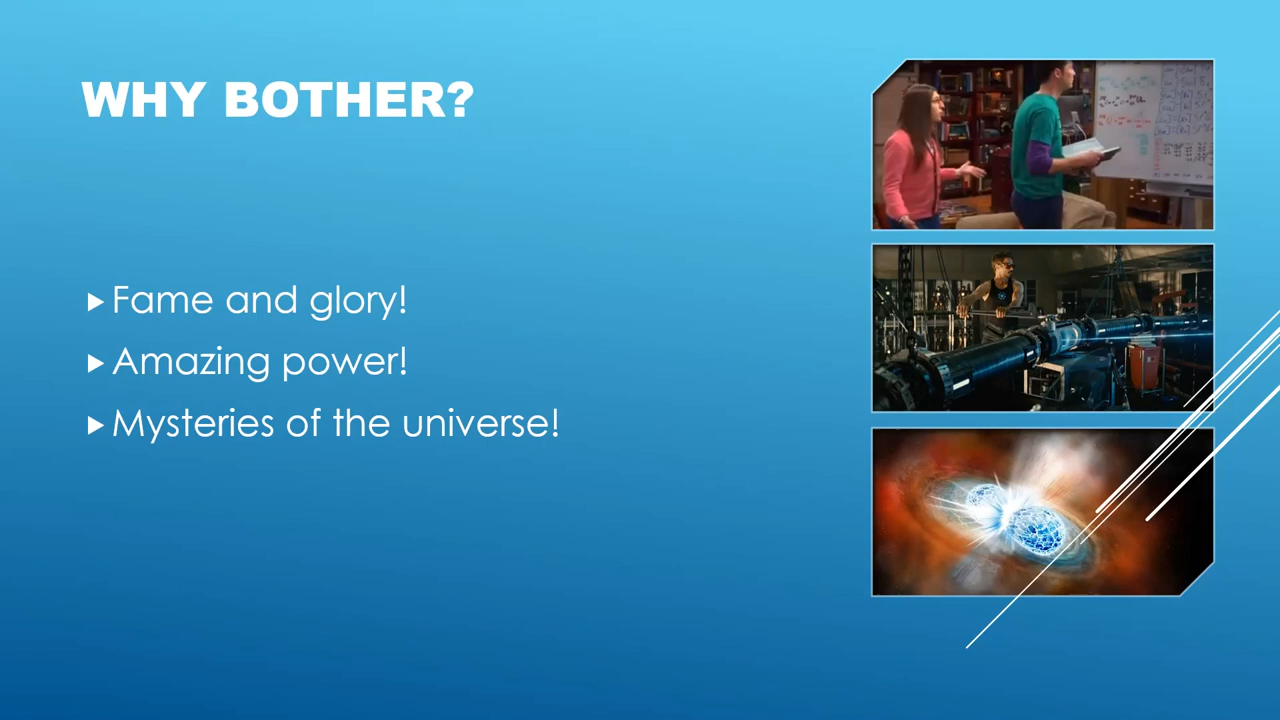 WHY BOTHER?
Fame and glory!
Amazing power!
Mysteries of the universe!